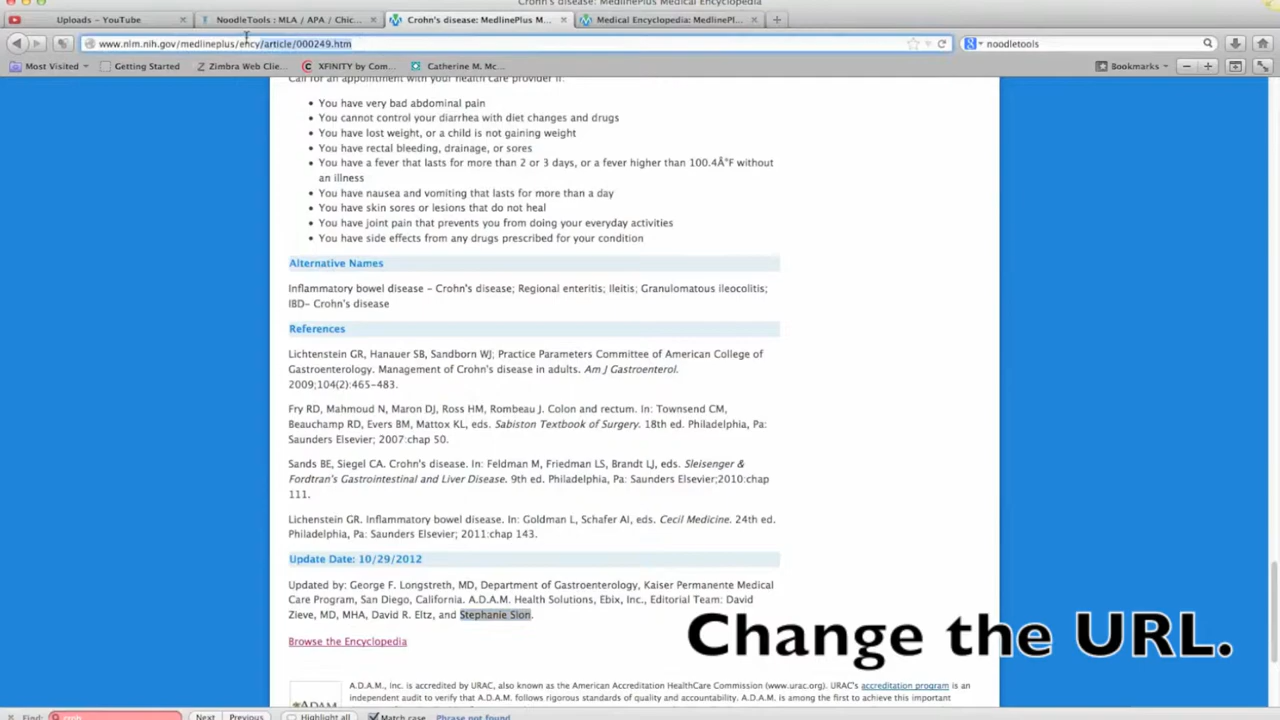 Crohn's disease: MedlinePlus Medical Encyclopedia
Uploads - YouTube
NoodleTools : MLA / APA / Chic...
Crohn's disease: MedlinePlus M...
Medical Encyclopedia: MedlinePl...
www.nlm.nih.gov/medlineplus/ency/article/000249.htm
noodletools
Most Visited
Getting Started
Zimbra Web Clie...
XFINITY by Com...
Catherine M. Mc...
Bookmarks
Call for an appointment with your health care provider if:
• You have very bad abdominal pain
• You cannot control your diarrhea with diet changes and drugs
• You have lost weight, or a child is not gaining weight
• You have rectal bleeding, drainage, or sores
• You have a fever that lasts for more than 2 or 3 days, or a fever higher than 100.4Â°F without
an illness
• You have nausea and vomiting that lasts for more than a day
• You have skin sores or lesions that do not heal
• You have joint pain that prevents you from doing your everyday activities
• You have side effects from any drugs prescribed for your condition
Alternative Names
Inflammatory bowel disease - Crohn's disease; Regional enteritis; Ileitis; Granulomatous ileocolitis;
IBD- Crohn's disease
References
Lichtenstein GR, Hanauer SB, Sandborn WJ; Practice Parameters Committee of American College of
Gastroenterology. Management of Crohn's disease in adults. Am J Gastroenterol.
2009;104(2):465-483.
Fry RD, Mahmoud N, Maron DJ, Ross HM, Rombeau J. Colon and rectum. In: Townsend CM,
Beauchamp RD, Evers BM, Mattox KL, eds. Sabiston Textbook of Surgery. 18th ed. Philadelphia, Pa:
Saunders Elsevier; 2007:chap 50.
Sands BE, Siegel CA. Crohn's disease. In: Feldman M, Friedman LS, Brandt LJ, eds. Sleisenger &
Fordtran's Gastrointestinal and Liver Disease. 9th ed. Philadelphia, Pa: Saunders Elsevier;2010:chap
111.
Lichenstein GR. Inflammatory bowel disease. In: Goldman L, Schafer AI, eds. Cecil Medicine. 24th ed.
Philadelphia, Pa: Saunders Elsevier; 2011:chap 143.
Update Date: 10/29/2012
Updated by: George F. Longstreth, MD, Department of Gastroenterology, Kaiser Permanente Medical
Care Program, San Diego, California. A.D.A.M. Health Solutions, Ebix, Inc., Editorial Team: David
Zieve, MD, MHA, David R. Eltz, and Stephanie Slon.
Change the URL.
Browse the Encyclopedia
A.D.A.M., Inc. is accredited by URAC, also known as the American Accreditation HealthCare Commission (www.urac.org). URAC's accreditation program is an
independent audit to verify that A.D.A.M. follows rigorous standards of quality and accountability. A.D.A.M. is among the first to achieve this important
ADAM
Find:
Next
Previous
Highlight all
Match case
Phrase not found